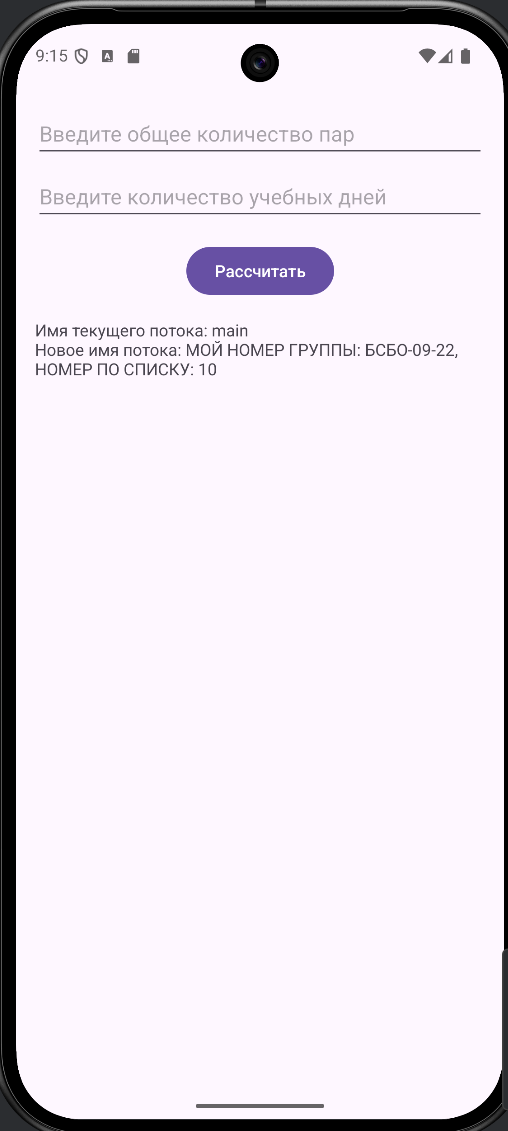 9:15
Введите общее количество пар
Введите количество учебных дней
Рассчитать
Имя текущего потока: main
Новое имя потока: МОЙ НОМЕР ГРУППЫ: БСБО-09-22,
НОМЕР ПО СПИСКУ: 10